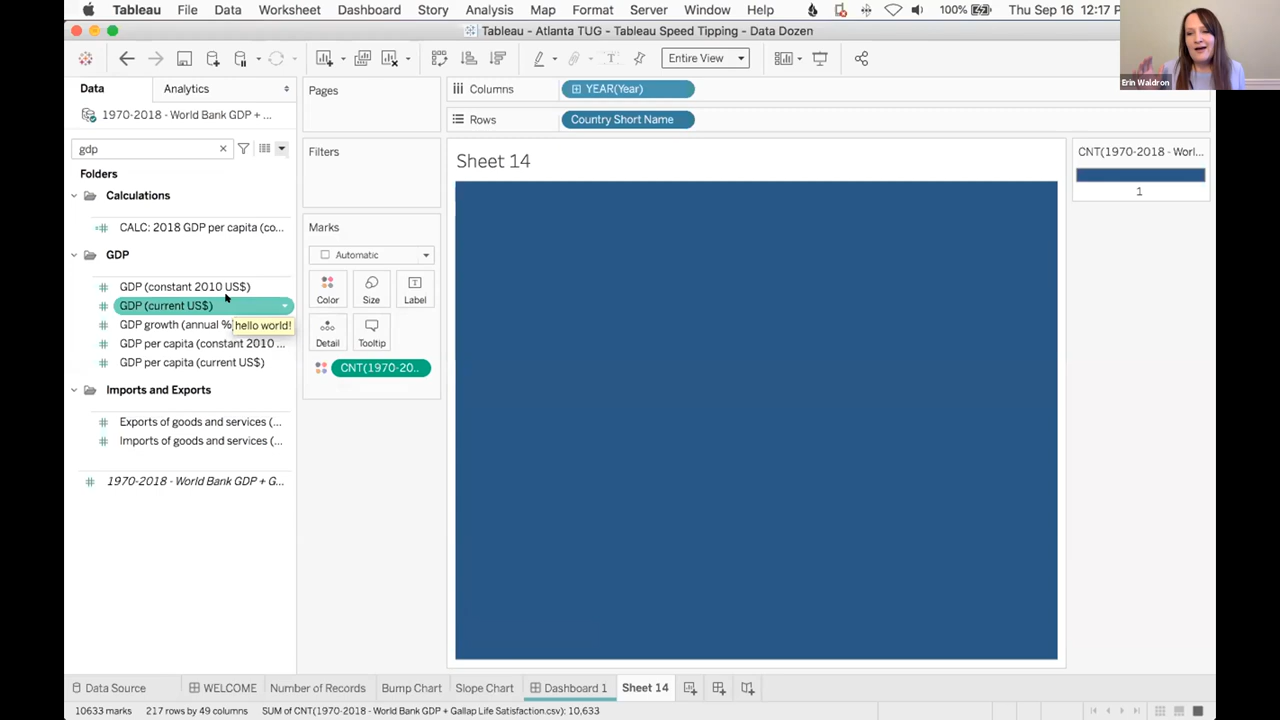 Tableau File Data Worksheet Dashboard Story Analysis Map Format Server Window Help 100% Thu Sep 16 12:17 P
Tableau - Atlanta TUG - Tableau Speed Tipping - Data Dozen
Erin Waldron
Entire View
Data Analytics
1970-2018 - World Bank GDP + ...
gdp
Folders
Calculations
CALC: 2018 GDP per capita (co...
GDP
GDP (constant 2010 US$)
GDP (current US$)
GDP growth (annual %
hello world!
GDP per capita (constant 2010 ...
GDP per capita (current US$)
Imports and Exports
Exports of goods and services (...
Imports of goods and services (...
1970-2018 - World Bank GDP + G...
Pages
Filters
Marks
Automatic
Color Size Label
Detail Tooltip
CNT(1970-20..
Columns YEAR(Year)
Rows Country Short Name
Sheet 14
CNT(1970-2018 - Worl...
1
Data Source WELCOME Number of Records Bump Chart Slope Chart Dashboard 1 Sheet 14
10633 marks 217 rows by 49 columns SUM of CNT(1970-2018 - World Bank GDP + Gallap Life Satisfaction.csv): 10,633